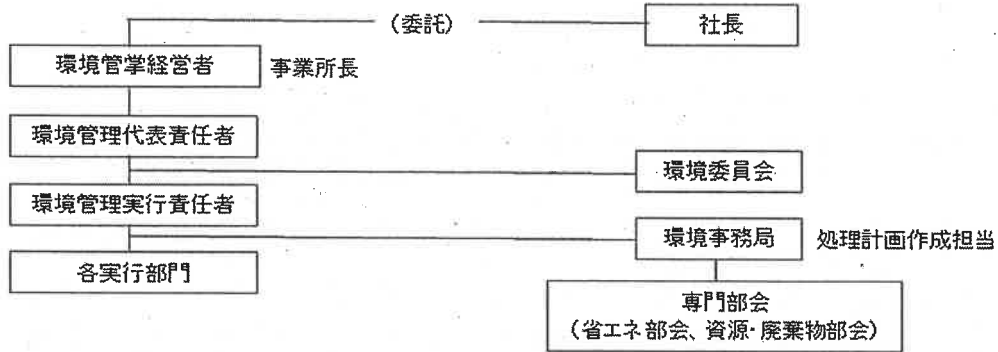 (委託)
社長
環境管掌経営者
事業所長
環境管理代表責任者
環境委員会
環境管理実行責任者
環境事務局
処理計画作成担当
各実行部門
専門部会
(省エネ部会、資源・廃棄物部会)